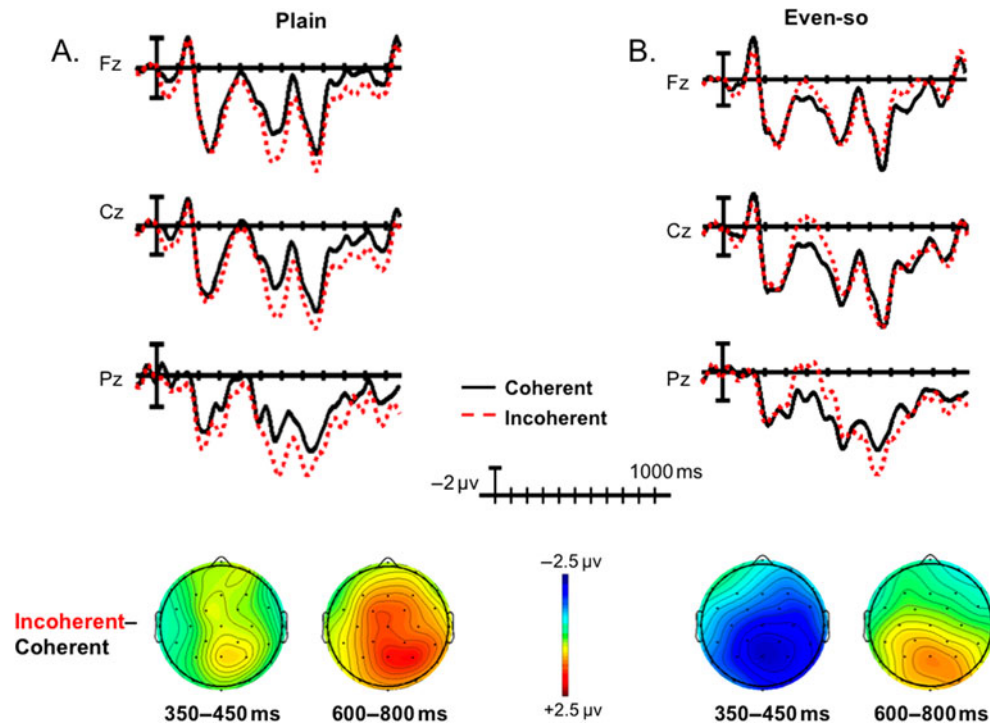 Plain
Even-so
A.
B.
Fz
Fz
Cz
Cz
Pz
Pz
Coherent
Incoherent
1000 ms
–2 µv
–2.5 µv
Incoherent–
Coherent
+2.5 µv
350–450 ms
600–800 ms
350–450 ms
600–800 ms